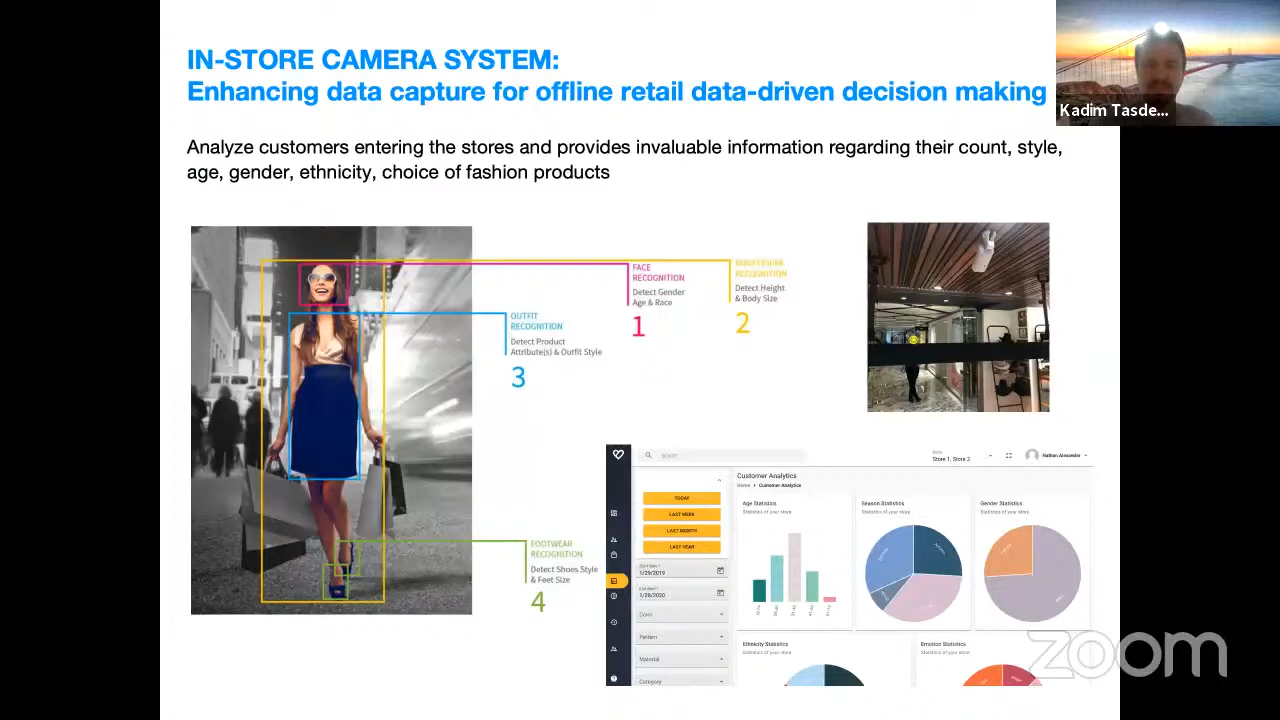 IN-STORE CAMERA SYSTEM:
Enhancing data capture for offline retail data-driven decision making
Kadim Tasde...
Analyze customers entering the stores and provides invaluable information regarding their count, style,
age, gender, ethnicity, choice of fashion products
FACE
RECOGNITION
Detect Gender
Age & Race
1
RECOGNITION
Detect Height
& Body Size
2
OUTFIT
RECOGNITION
Detect Product
Attribute(s) & Outfit Style
3
FOOTWEAR
RECOGNITION
Detect Shoes Style
& Feet Size
4
Store 1, Store 2
Nathan Alexander
Customer Analytics
Home > Customer Analytics
TODAY
LAST WEEK
LAST MONTH
LAST YEAR
1/29/2019
1/28/2020
Color
Pattern
Material
Category
Age Statistics
Statistics of your store
Season Statistics
Statistics of your store
Gender Statistics
Statistics of your store
Ethnicity Statistics
Statistics of your store
Emotion Statistics
Statistics of your store
zoom